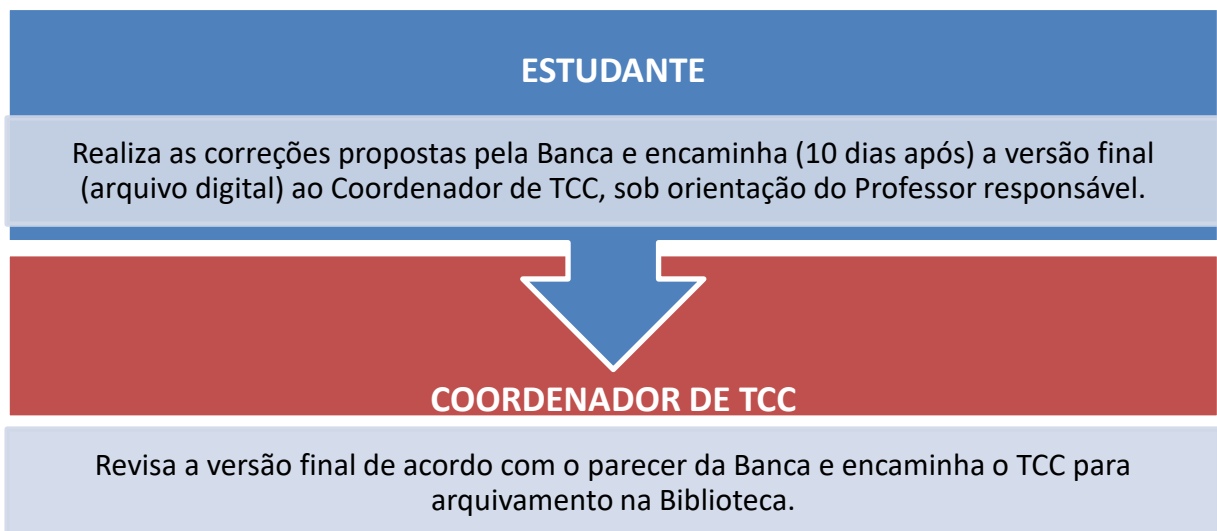 ESTUDANTE
Realiza as correções propostas pela Banca e encaminha (10 dias após) a versão final
(arquivo digital) ao Coordenador de TCC, sob orientação do Professor responsável.
COORDENADOR DE TCC
Revisa a versão final de acordo com o parecer da Banca e encaminha o TCC para
arquivamento na Biblioteca.